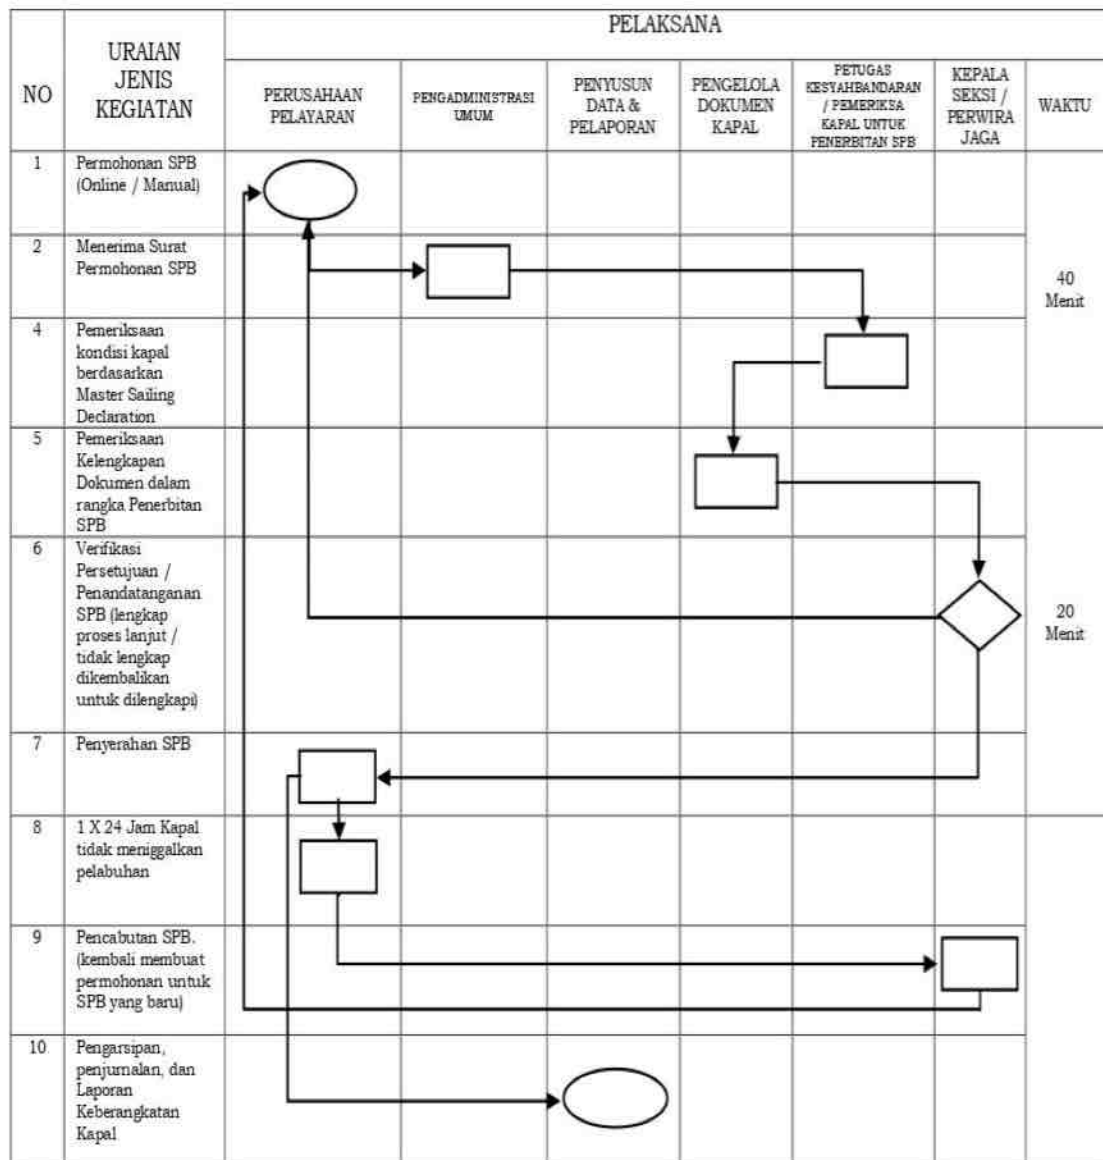 PELAKSANA
NO
URAIAN
JENIS
KEGIATAN
PERUSAHAAN
PELAYARAN
PENGADMINISTRASI
UMUM
PENYUSUN
DATA &
PELAPORAN
PENGELOLA
DOKUMEN
KAPAL
PETUGAS
KESYAHBANDARAN
/ PEMERIKSA
KAPAL UNTUK
PENERBITAN SPB
KEPALA
SEKSI /
PERWIRA
JAGA
WAKTU
1
Permohonan SPB
(Online / Manual)
2
Menerima Surat
Permohonan SPB
40
Menit
4
Pemeriksaan
kondisi kapal
berdasarkan
Master Sailing
Declaration
5
Pemeriksaan
Kelengkapan
Dokumen dalam
rangka Penerbitan
SPB
6
Verifikasi
Persetujuan /
Penandatanganan
SPB (lengkap
proses lanjut /
tidak lengkap
dikembalikan
untuk dilengkapi)
20
Menit
7
Penyerahan SPB
8
1 X 24 Jam Kapal
tidak meniggalkan
pelabuhan
9
Pencabutan SPB.
(kembali membuat
permohonan untuk
SPB yang baru)
10
Pengarsipan,
penjurnalan, dan
Laporan
Keberangkatan
Kapal